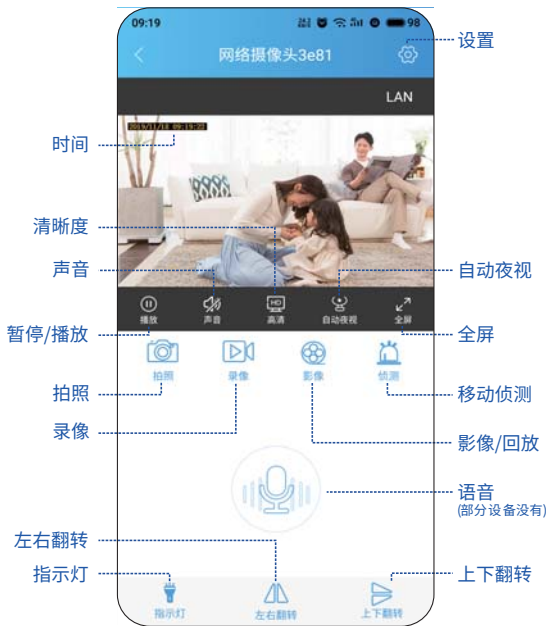 09:19
98
网络摄像头3e81
设置
LAN
2019/11/18 09:19:22
时间
清晰度
声音
自动夜视
播放
声音
HD
高清
自动夜视
全屏
暂停/播放
全屏
拍照
录像
影像
侦测
拍照
移动侦测
录像
影像/回放
语音
(部分设备没有)
左右翻转
指示灯
上下翻转
指示灯
左右翻转
上下翻转